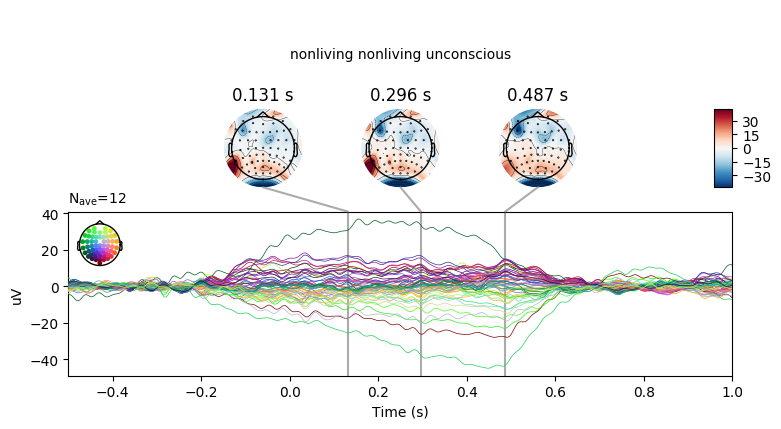 nonliving nonliving unconscious
0.131 s 0.296 s 0.487 s
30
15
0
−15
−30
Nave=12
40
20
0
−20
−40
uV
−0.4 −0.2 0.0 0.2 0.4 0.6 0.8 1.0
Time (s)